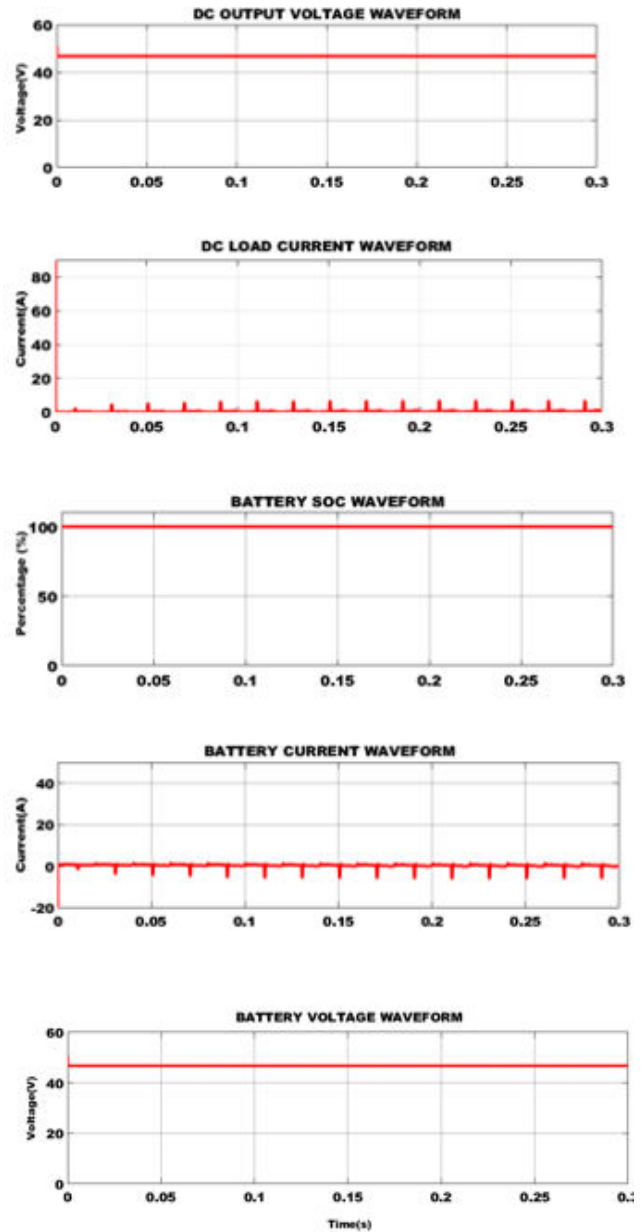 DC OUTPUT VOLTAGE WAVEFORM
60
40
20
0
Voltage(V)
0 0.05 0.1 0.15 0.2 0.25 0.3
DC LOAD CURRENT WAVEFORM
80
60
40
20
0
Current(A)
0 0.05 0.1 0.15 0.2 0.25 0.3
BATTERY SOC WAVEFORM
100
50
0
Percentage (%)
0 0.05 0.1 0.15 0.2 0.25 0.3
BATTERY CURRENT WAVEFORM
40
20
0
-20
Current(A)
0 0.05 0.1 0.15 0.2 0.25 0.3
BATTERY VOLTAGE WAVEFORM
60
40
20
0
Voltage(V)
0 0.05 0.1 0.15 0.2 0.25 0.3
Time(s)